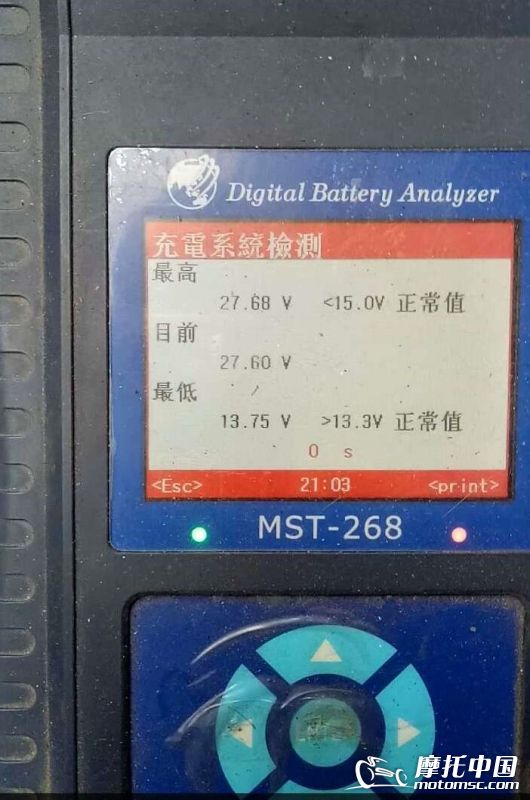 Digital Battery Analyzer
充電系統檢測
最高
27.68 V <15.0V 正常值
目前
27.60 V
最低
13.75 V >13.3V 正常值
0 s
<Esc> 21:03 <print>
MST-268
摩托中国
motomsc.com